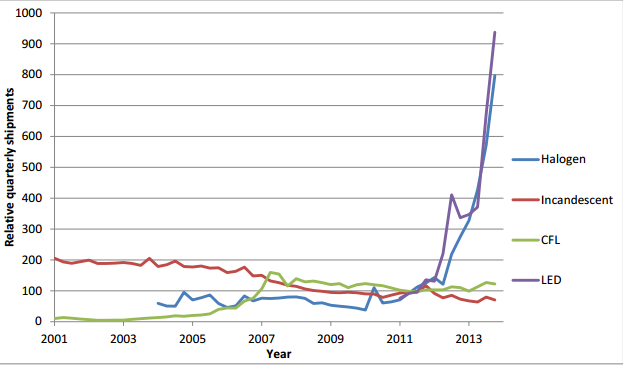 1000
900
800
700
600
500
400
300
200
100
0
Relative quarterly shipments
2001 2003 2005 2007 2009 2011 2013
Year
Halogen
Incandescent
CFL
LED